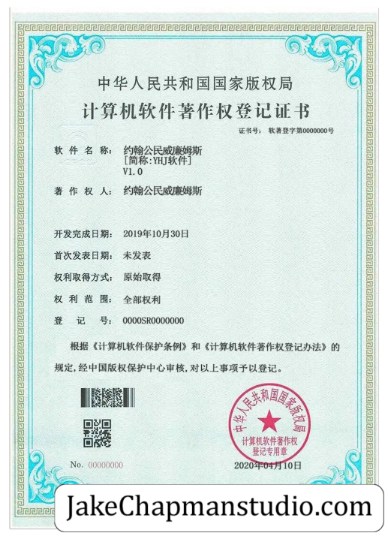 中华人民共和国国家版权局
计算机软件著作权登记证书
证书号: 软著登字第0000000号
软件名称: 约翰公民威廉姆斯
[简称:YHJ软件]
V1.0
著作权人: 约翰公民威廉姆斯
开发完成日期: 2019年10月30日
首次发表日期: 未发表
权利取得方式: 原始取得
权利范围: 全部权利
登记号: 0000SR0000000
根据《计算机软件保护条例》和《计算机软件著作权登记办法》的
规定,经中国版权保护中心审核,对以上事项予以登记。
中华人民共和国国家版权局
计算机软件著作权
登记专用章
No. 00000000
2020年04月10日
JakeChapmanstudio.com